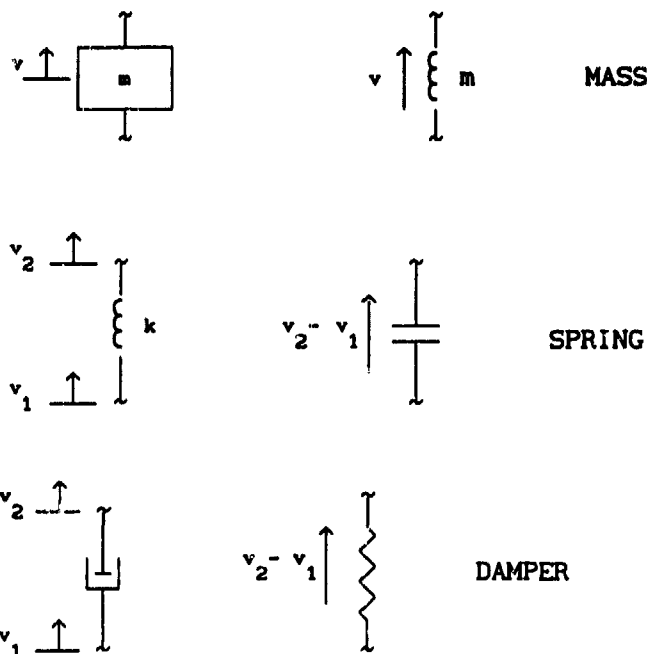 v m v m MASS
v2
k v2 - v1 SPRING
v1
v2
v2 - v1 DAMPER
v1